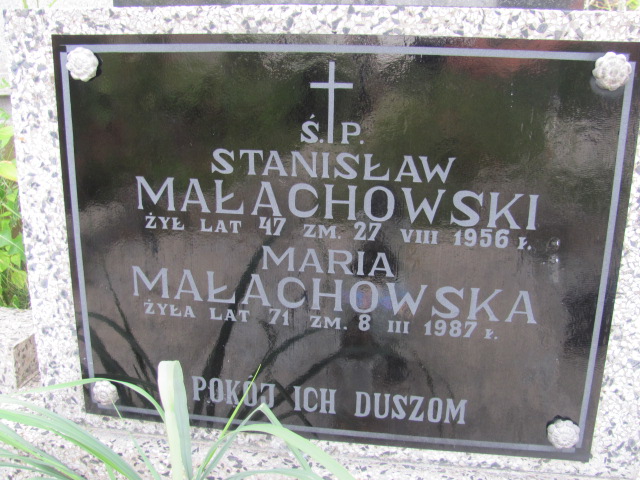 Ś. P.
STANISŁAW
MAŁACHOWSKI
ŻYŁ LAT 47 ZM. 27 VIII 1956 R.
MARIA
MAŁACHOWSKA
ŻYŁA LAT 71 ZM. 8 III 1987 R.
POKÓJ ICH DUSZOM